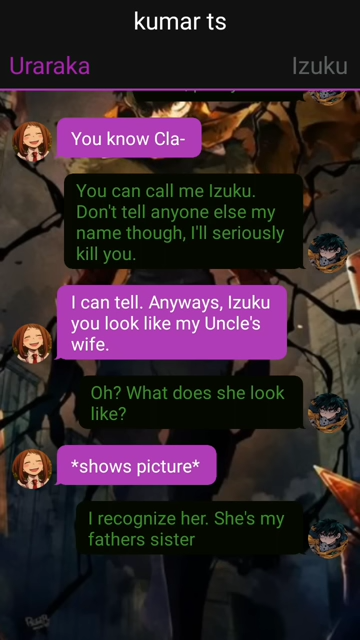 kumar ts
Uraraka
Izuku
You know Cla-
You can call me Izuku.
Don't tell anyone else my
name though, I'll seriously
kill you.
I can tell. Anyways, Izuku
you look like my Uncle's
wife.
Oh? What does she look
like?
*shows picture*
I recognize her. She's my
fathers sister